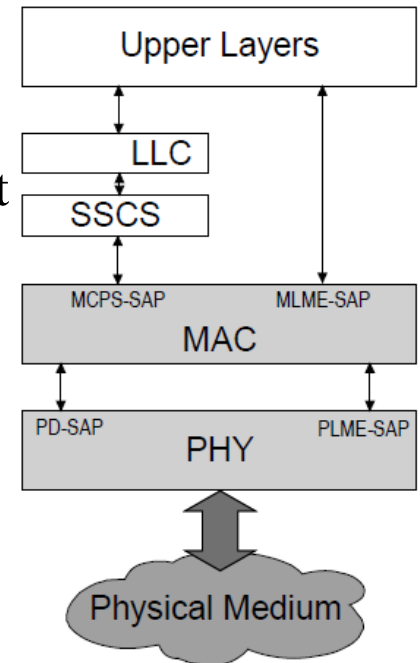 Upper Layers
LLC
t
SSCS
MCPS-SAP MLME-SAP
MAC
PD-SAP PLME-SAP
PHY
Physical Medium